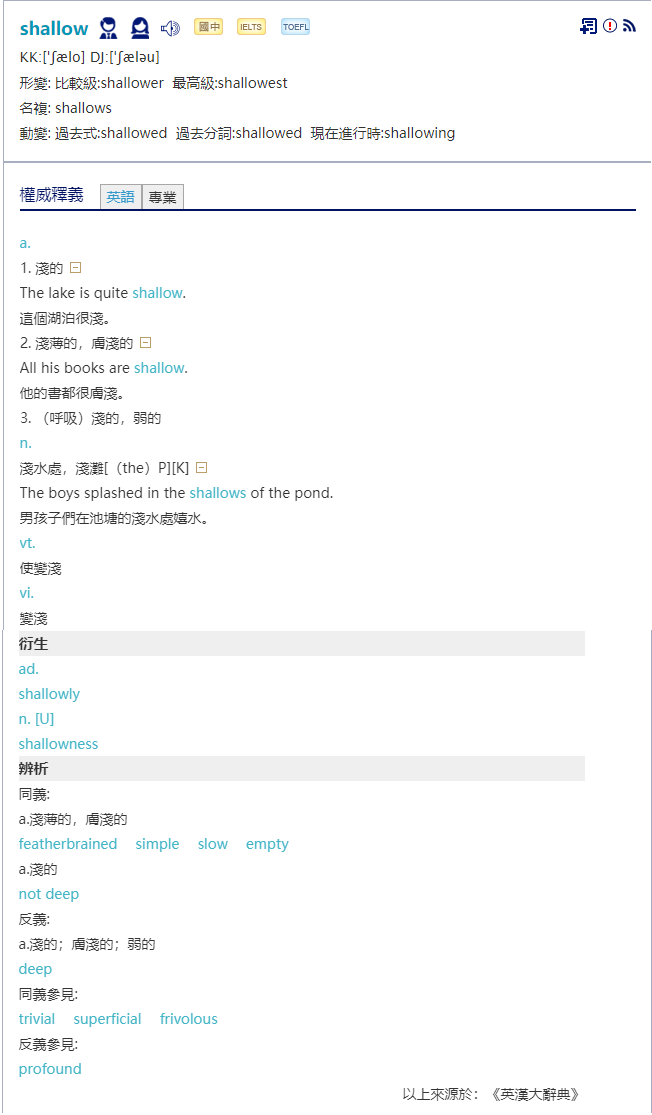 shallow 國中 IELTS TOEFL
KK:[ˈʃælo] DJ:[ˈʃæləu]
形變: 比較級:shallower 最高級:shallowest
名複: shallows
動變: 過去式:shallowed 過去分詞:shallowed 現在進行時:shallowing
權威釋義 英語 專業
a.
1. 淺的
The lake is quite shallow.
這個湖泊很淺。
2. 淺薄的，膚淺的
All his books are shallow.
他的書都很膚淺。
3. （呼吸）淺的，弱的
n.
淺水處，淺灘[（the）P][K]
The boys splashed in the shallows of the pond.
男孩子們在池塘的淺水處嬉水。
vt.
使變淺
vi.
變淺
衍生
ad.
shallowly
n. [U]
shallowness
辨析
同義:
a.淺薄的，膚淺的
featherbrained simple slow empty
a.淺的
not deep
反義:
a.淺的；膚淺的；弱的
deep
同義參見:
trivial superficial frivolous
反義參見:
profound
以上來源於：《英漢大辭典》